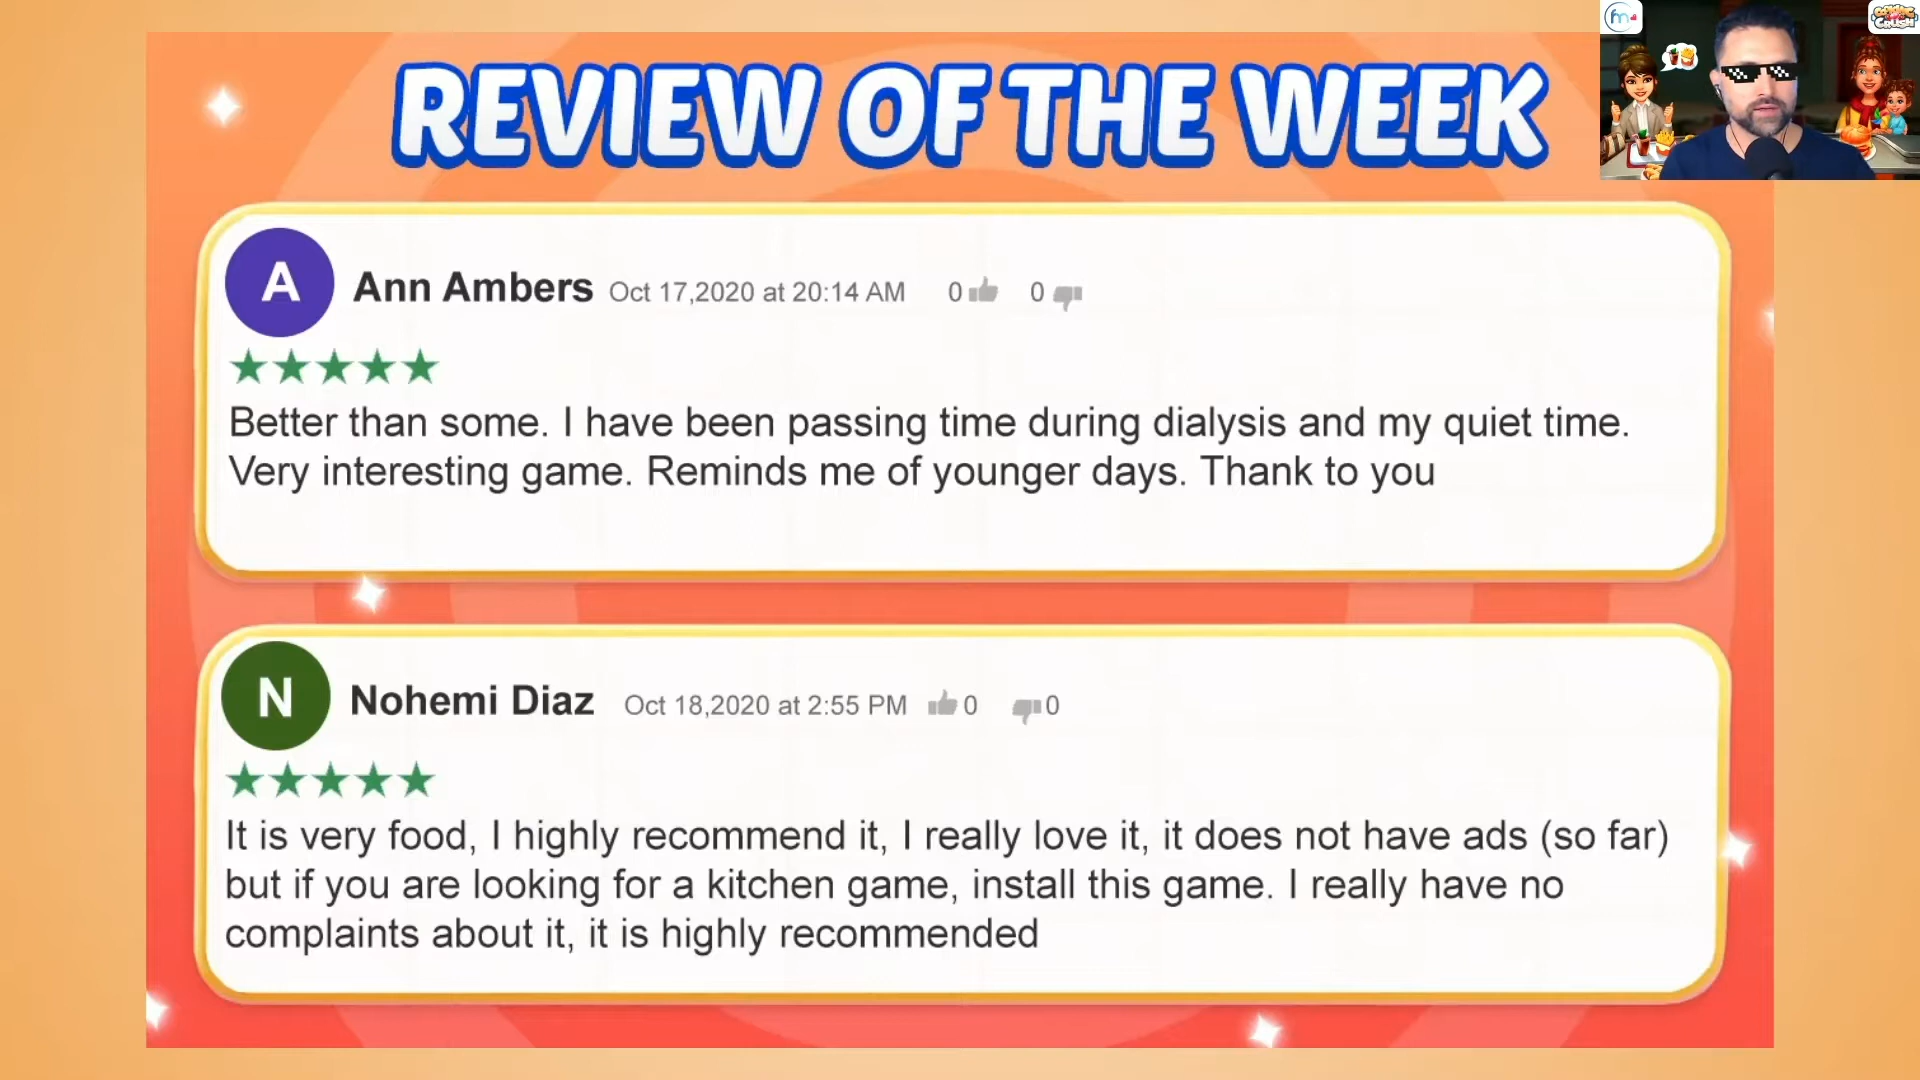 REVIEW OF THE WEEK
fm
COOKING
CRUSH
A
Ann Ambers Oct 17,2020 at 20:14 AM 0 0
Better than some. I have been passing time during dialysis and my quiet time.
Very interesting game. Reminds me of younger days. Thank to you
N
Nohemi Diaz Oct 18,2020 at 2:55 PM 0 0
It is very food, I highly recommend it, I really love it, it does not have ads (so far)
but if you are looking for a kitchen game, install this game. I really have no
complaints about it, it is highly recommended